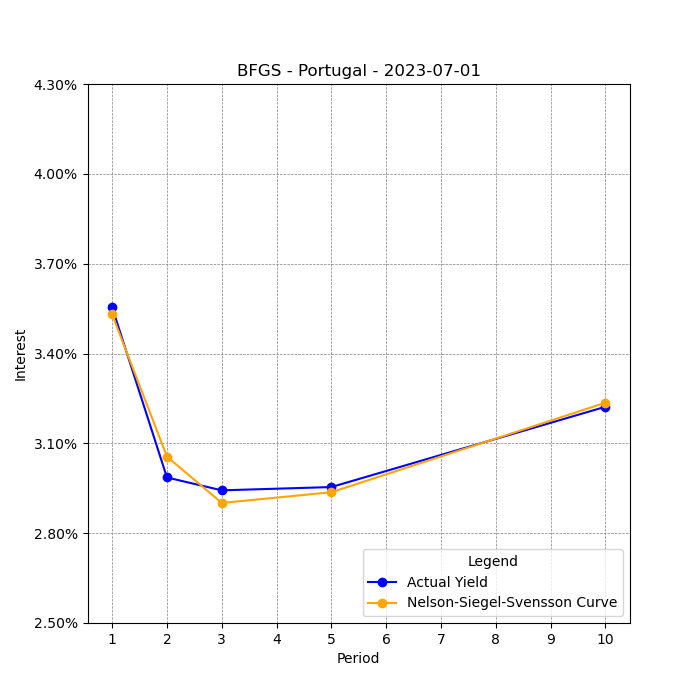 BFGS - Portugal - 2023-07-01
4.30%
4.00%
3.70%
3.40%
3.10%
2.80%
2.50%
Interest
1 2 3 4 5 6 7 8 9 10
Period
Legend
Actual Yield
Nelson-Siegel-Svensson Curve